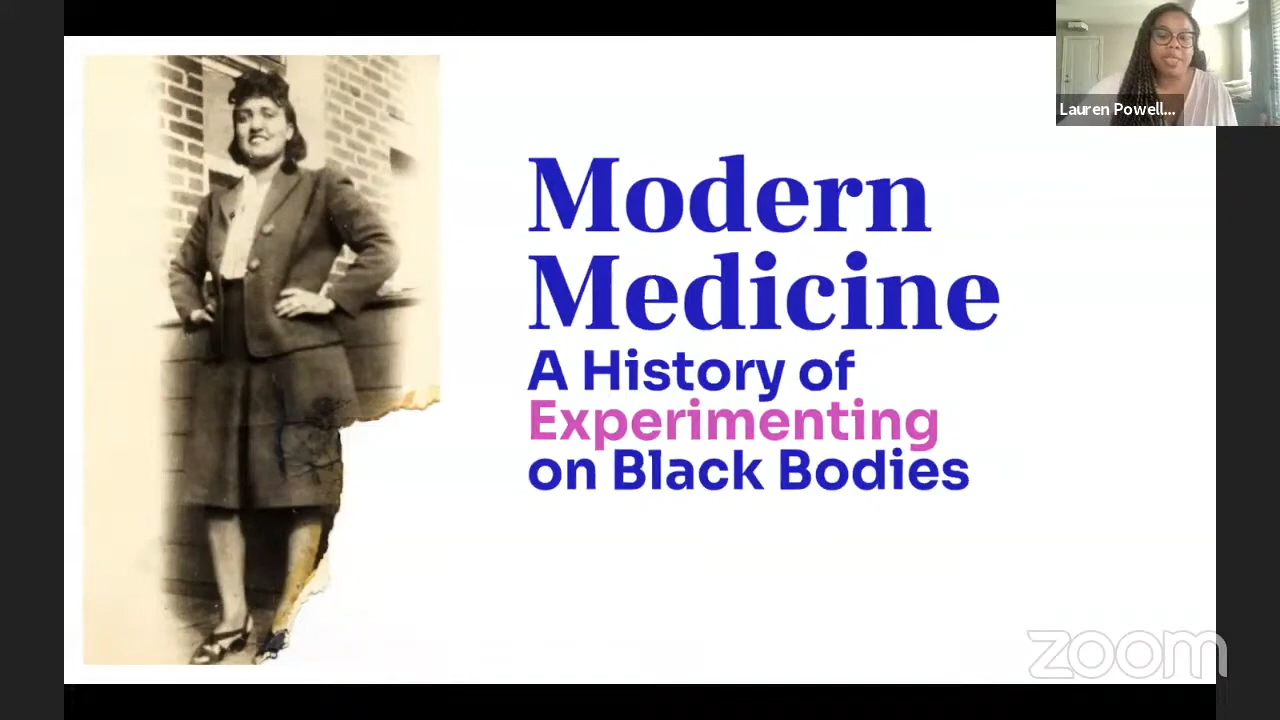 Lauren Powell...
Modern
Medicine
A History of
Experimenting
on Black Bodies
zoom